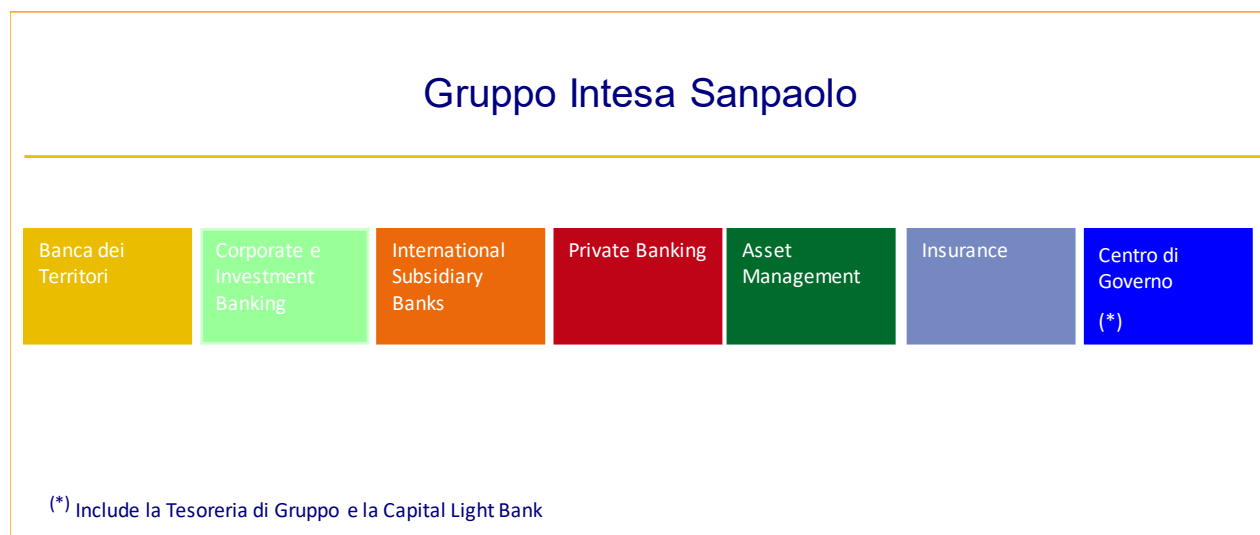 Gruppo Intesa Sanpaolo
Banca dei
Territori
Corporate e
Investment
Banking
International
Subsidiary
Banks
Private Banking
Asset
Management
Insurance
Centro di
Governo
(*)
(*) Include la Tesoreria di Gruppo e la Capital Light Bank